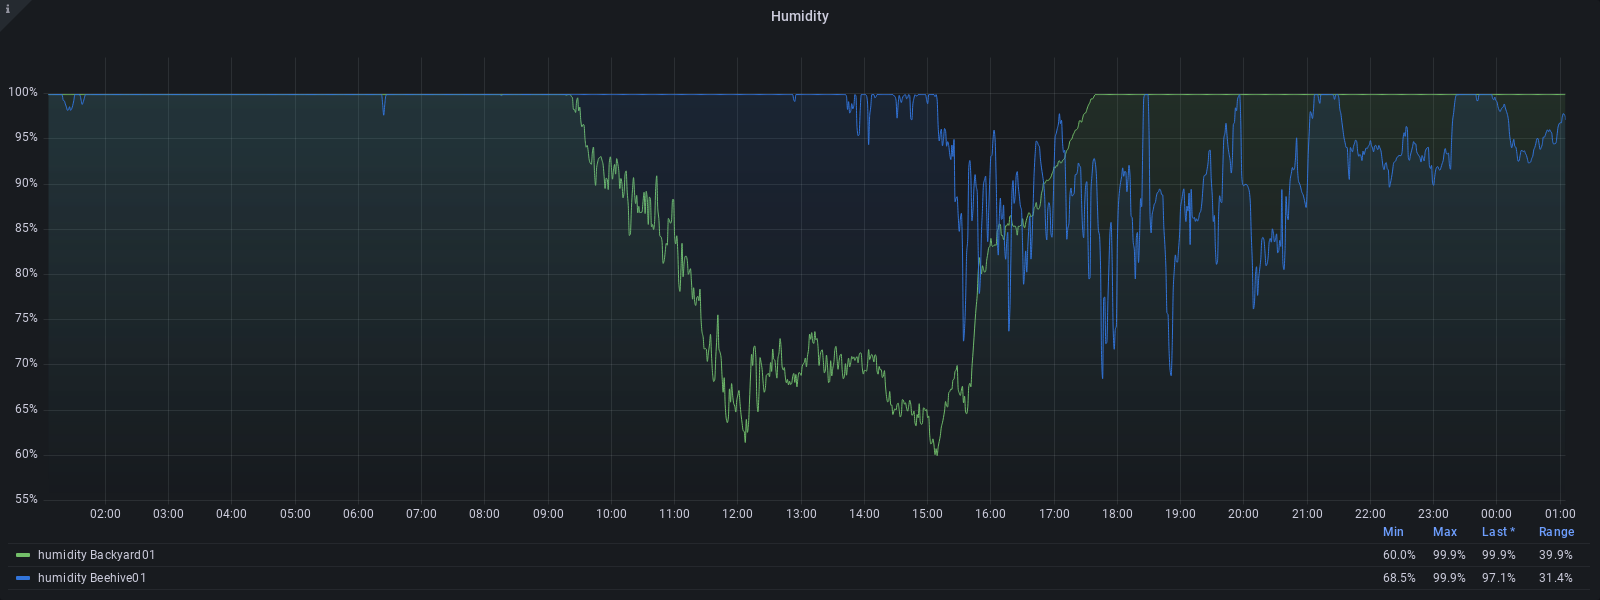 i
Humidity
100%
95%
90%
85%
80%
75%
70%
65%
60%
55%
02:00 03:00 04:00 05:00 06:00 07:00 08:00 09:00 10:00 11:00 12:00 13:00 14:00 15:00 16:00 17:00 18:00 19:00 20:00 21:00 22:00 23:00 00:00 01:00
Min Max Last * Range
humidity Backyard01 60.0% 99.9% 99.9% 39.9%
humidity Beehive01 68.5% 99.9% 97.1% 31.4%